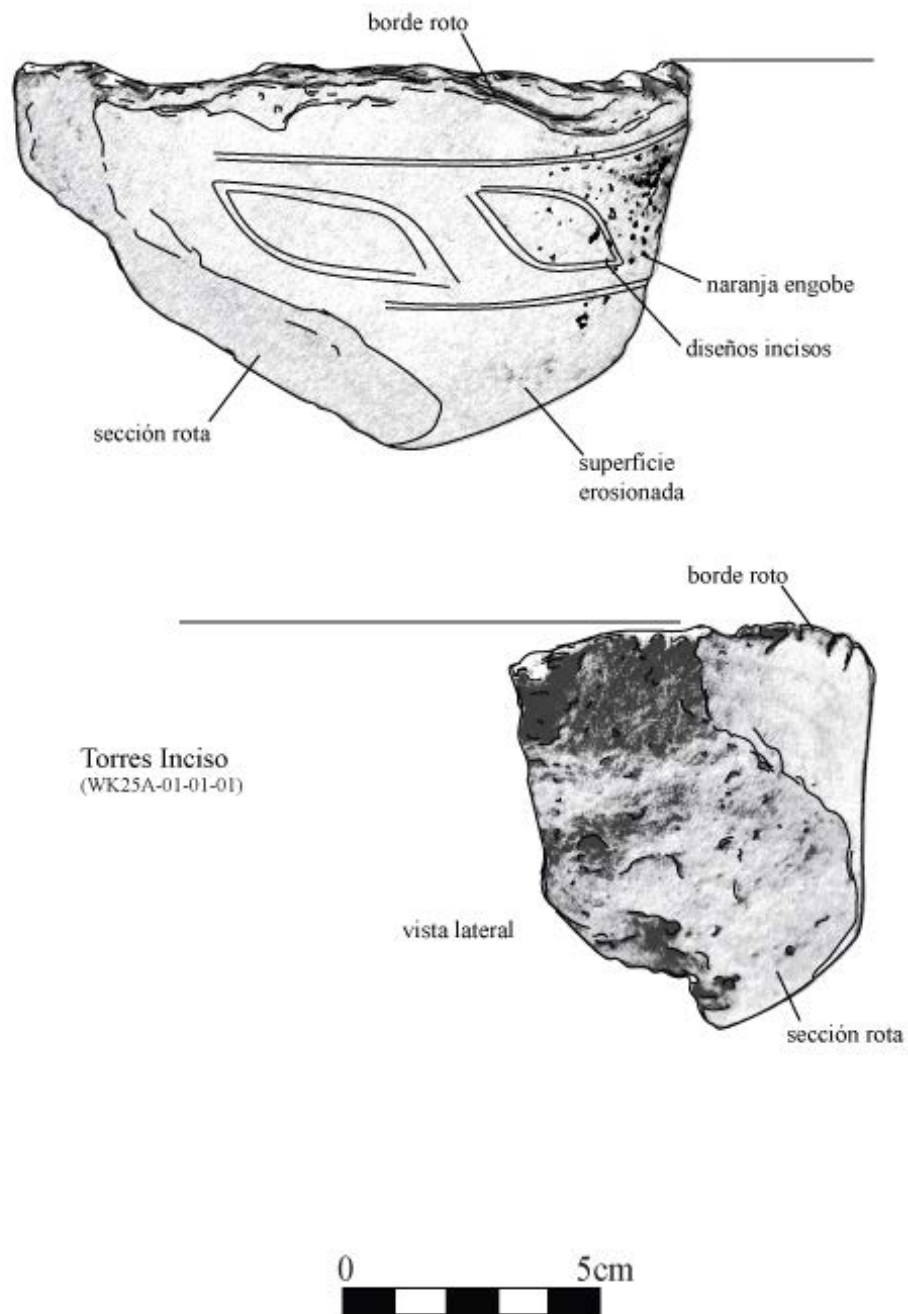 borde roto
naranja engobe
diseños incisos
sección rota
superficie
erosionada
borde roto
Torres Inciso
(WK25A-01-01-01)
vista lateral
sección rota
0 5cm